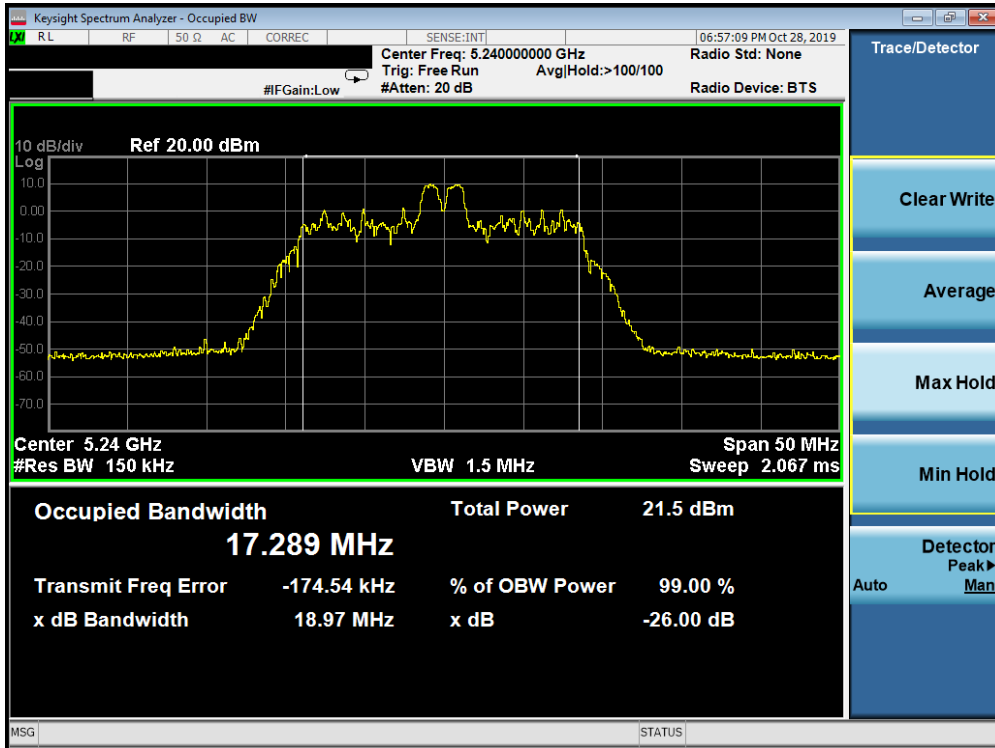 Keysight Spectrum Analyzer - Occupied BW
LXI RL RF 50 Ω AC CORREC SENSE:INT 06:57:09 PM Oct 28, 2019
Center Freq: 5.240000000 GHz Radio Std: None
Trig: Free Run Avg|Hold:>100/100
#IFGain:Low #Atten: 20 dB Radio Device: BTS
10 dB/div Ref 20.00 dBm
Log
10.0
0.00
-10.0
-20.0
-30.0
-40.0
-50.0
-60.0
-70.0
Center 5.24 GHz Span 50 MHz
#Res BW 150 kHz VBW 1.5 MHz Sweep 2.067 ms
Occupied Bandwidth Total Power 21.5 dBm
17.289 MHz
Transmit Freq Error -174.54 kHz % of OBW Power 99.00 %
x dB Bandwidth 18.97 MHz x dB -26.00 dB
MSG STATUS
Trace/Detector
Clear Write
Average
Max Hold
Min Hold
Detector
Peak▶
Auto Man